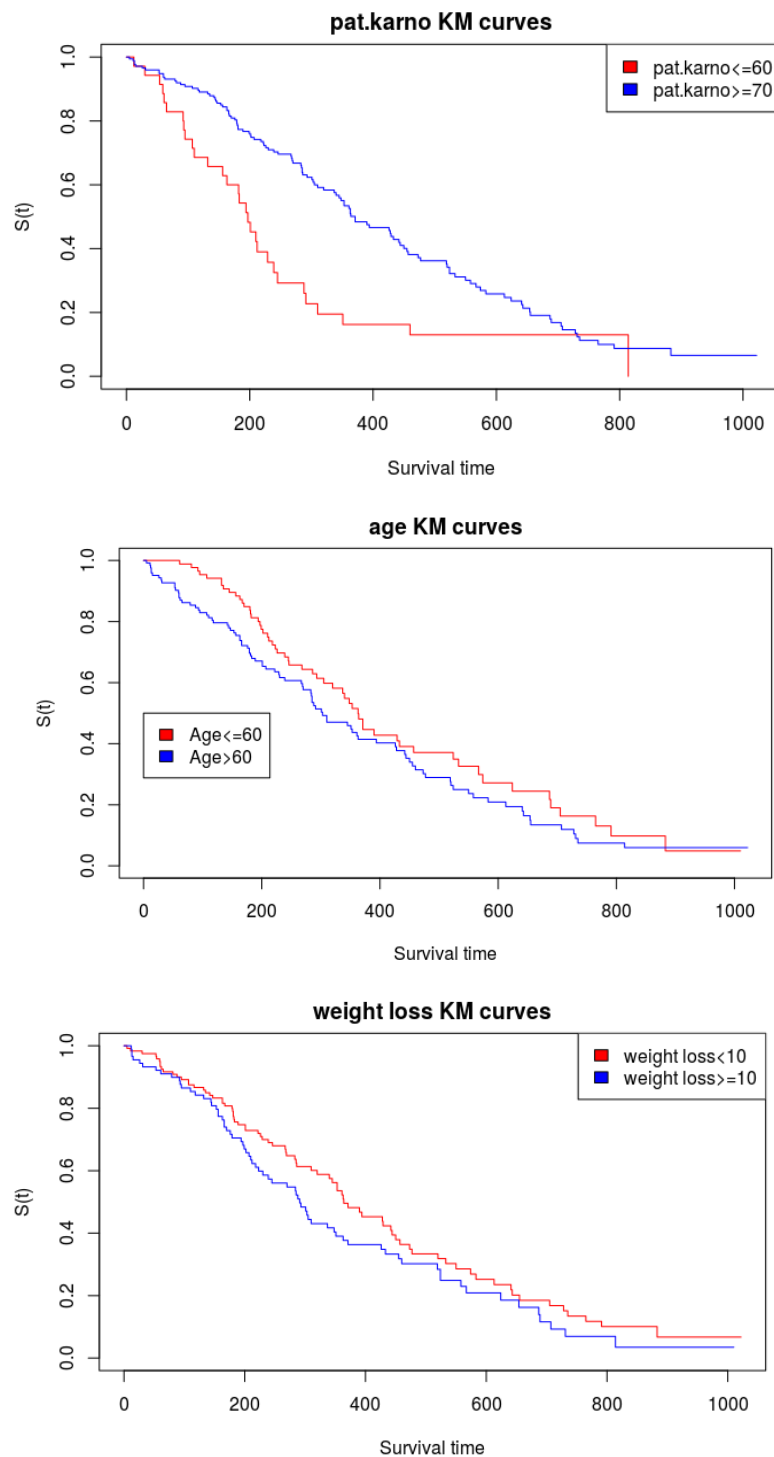 pat.karno KM curves
pat.karno<=60
pat.karno>=70
S(t)
1.0
0.8
0.6
0.4
0.2
0.0
0 200 400 600 800 1000
Survival time
age KM curves
Age<=60
Age>60
S(t)
1.0
0.8
0.6
0.4
0.2
0.0
0 200 400 600 800 1000
Survival time
weight loss KM curves
weight loss<10
weight loss>=10
S(t)
1.0
0.8
0.6
0.4
0.2
0.0
0 200 400 600 800 1000
Survival time